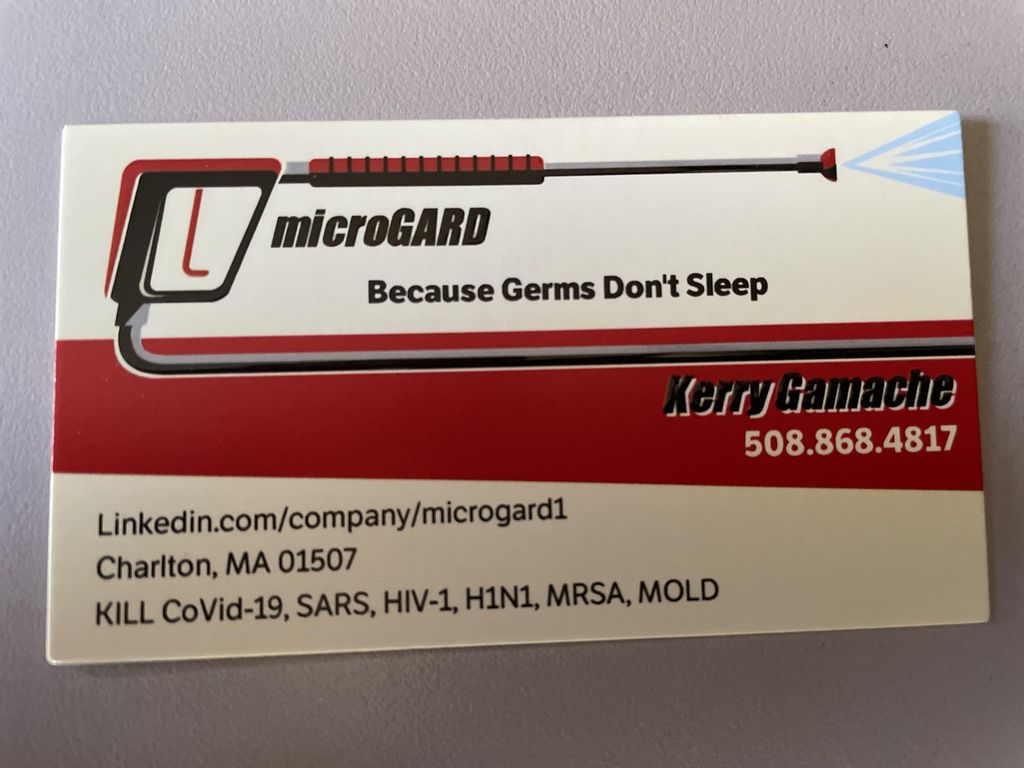 microGARD
Because Germs Don't Sleep
Kerry Gamache
508.868.4817
Linkedin.com/company/microgard1
Charlton, MA 01507
KILL CoVid-19, SARS, HIV-1, H1N1, MRSA, MOLD